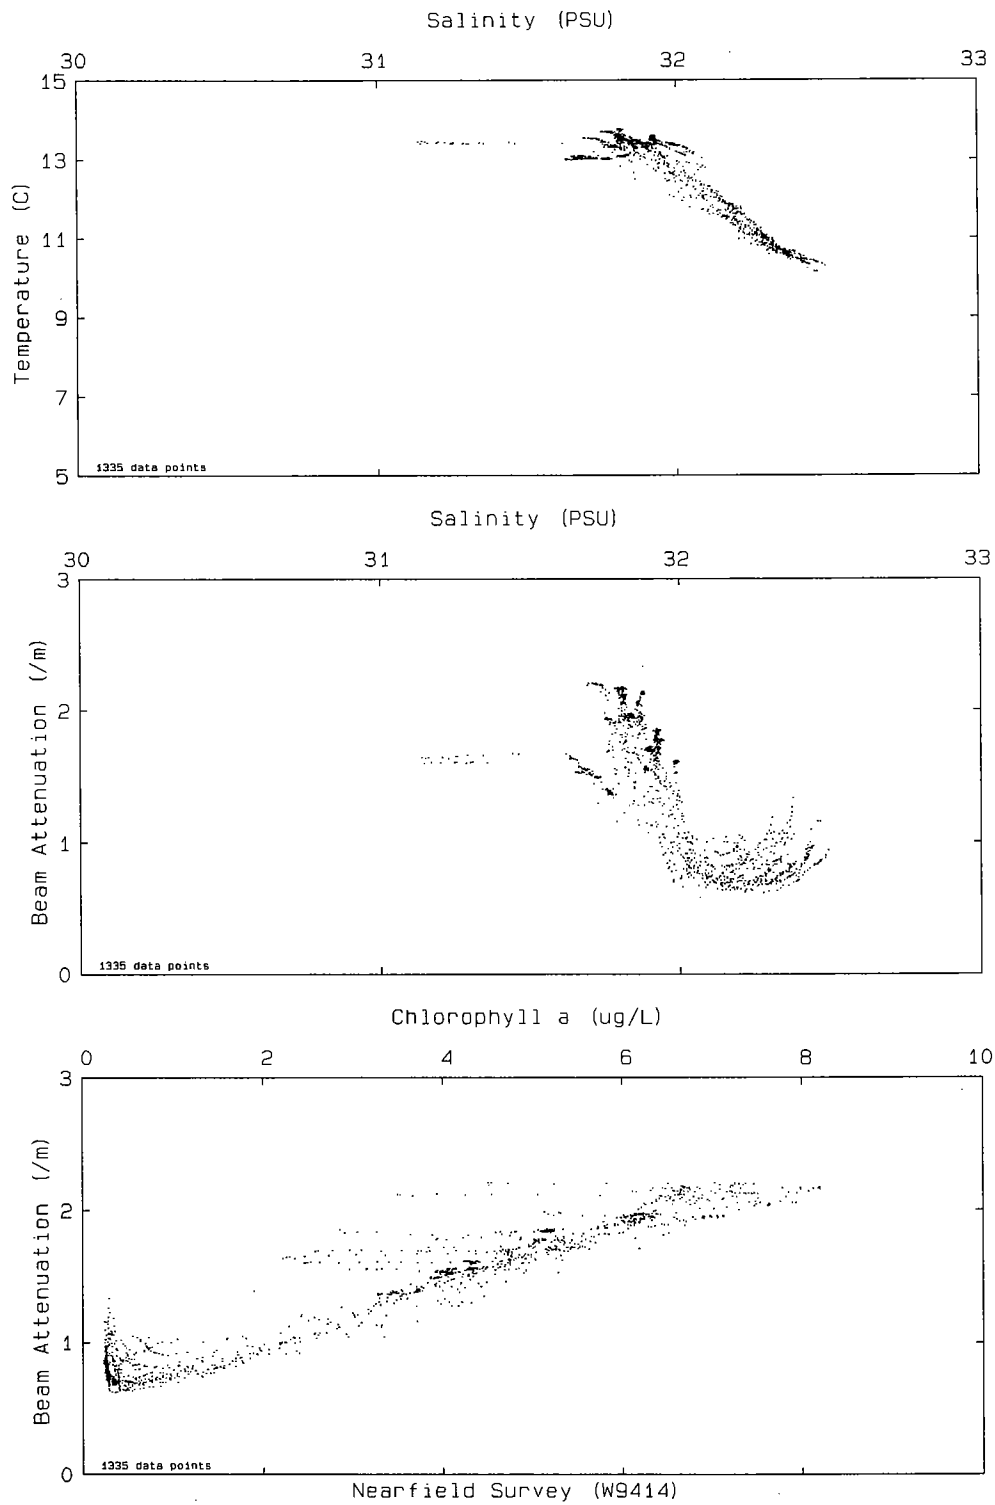 Salinity (PSU)
30 31 32 33
15
13
11
9
7
5
Temperature (C)
1335 data points
Salinity (PSU)
30 31 32 33
3
2
1
0
Beam Attenuation (/m)
1335 data points
Chlorophyll a (ug/L)
0 2 4 6 8 10
3
2
1
0
Beam Attenuation (/m)
1335 data points
Nearfield Survey (W9414)